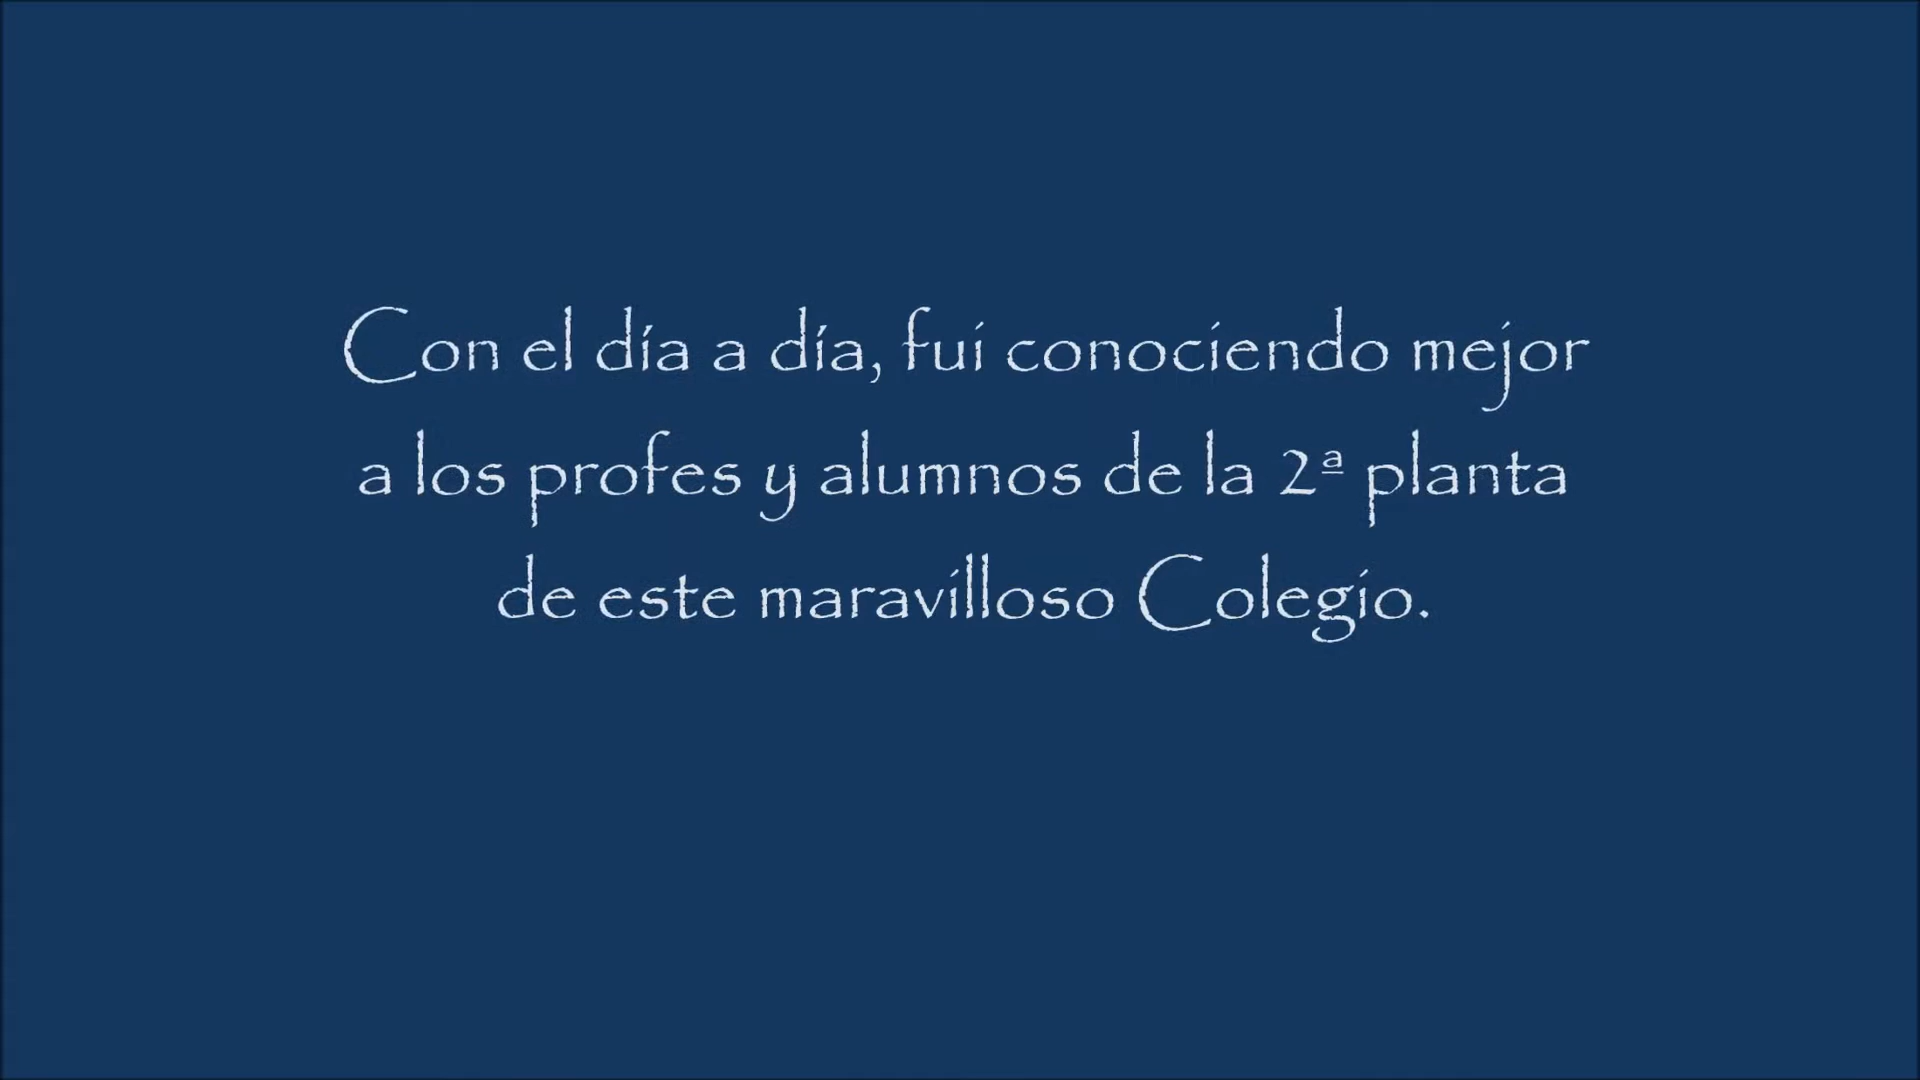 Con el día a día, fui conociendo mejor
a los profes y alumnos de la 2ª planta
de este maravilloso Colegio.